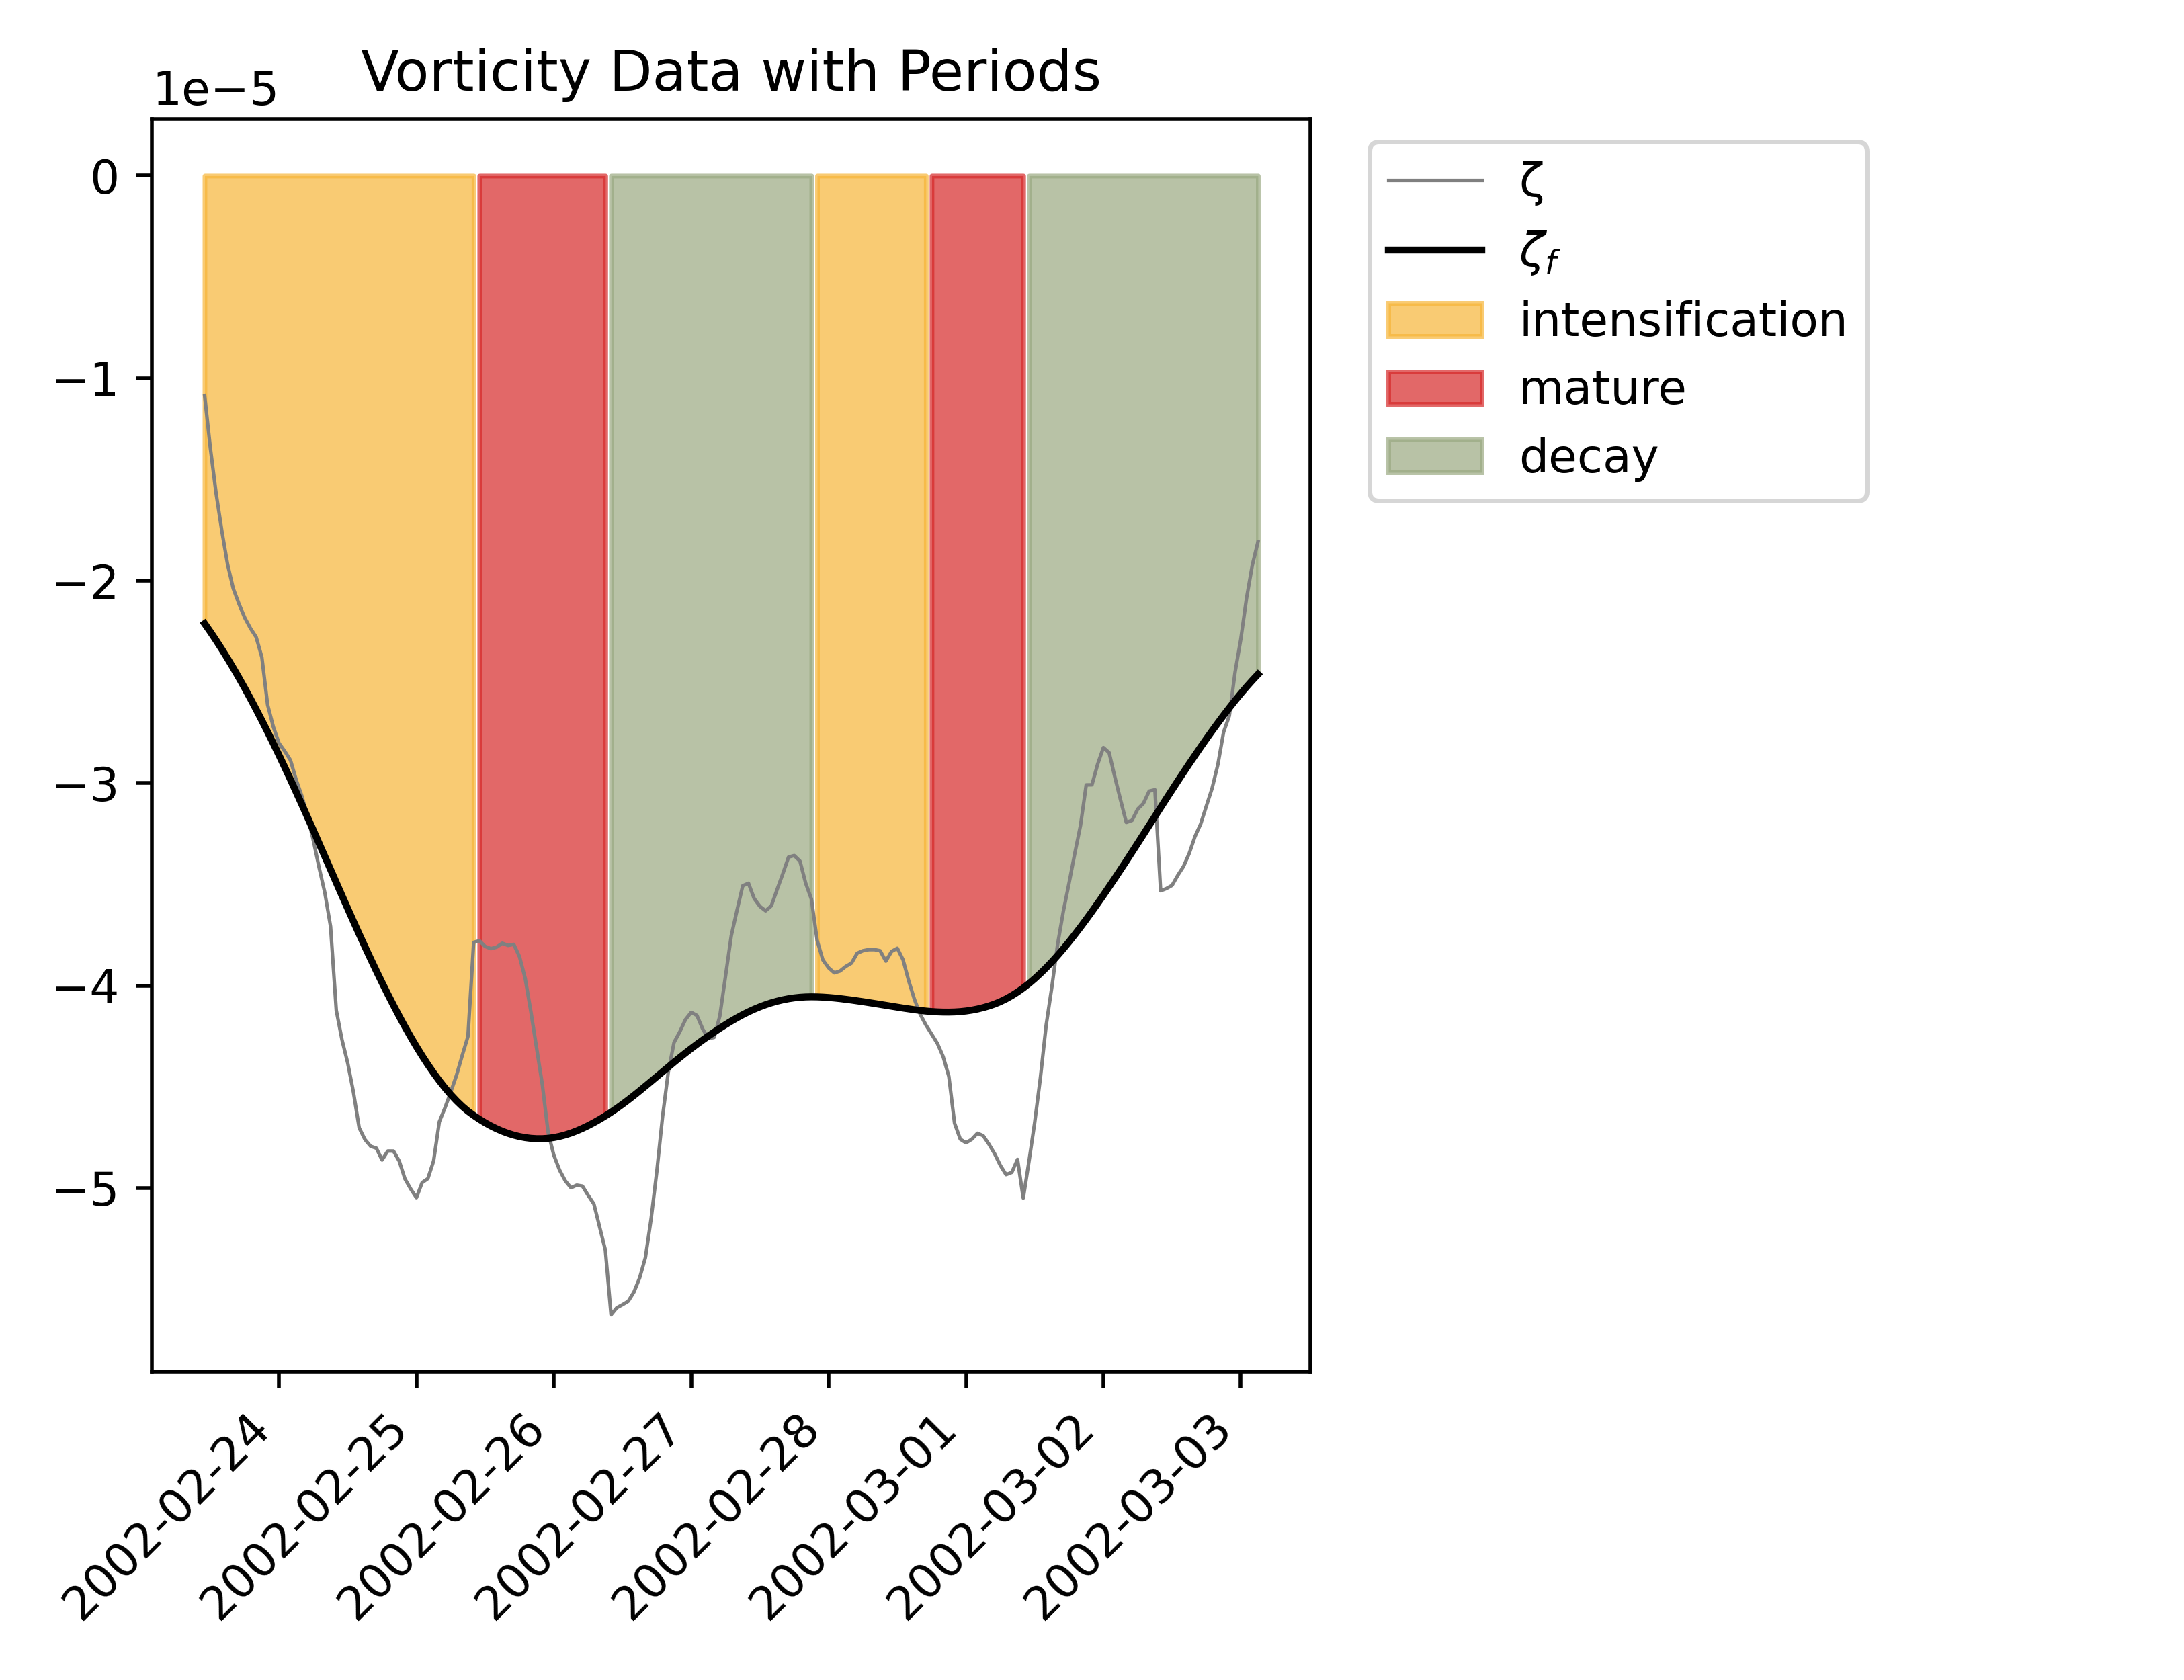 Vorticity Data with Periods
1e−5
0
−1
−2
−3
−4
−5
2002-02-24
2002-02-25
2002-02-26
2002-02-27
2002-02-28
2002-03-01
2002-03-02
2002-03-03
ζ
ζf
intensification
mature
decay